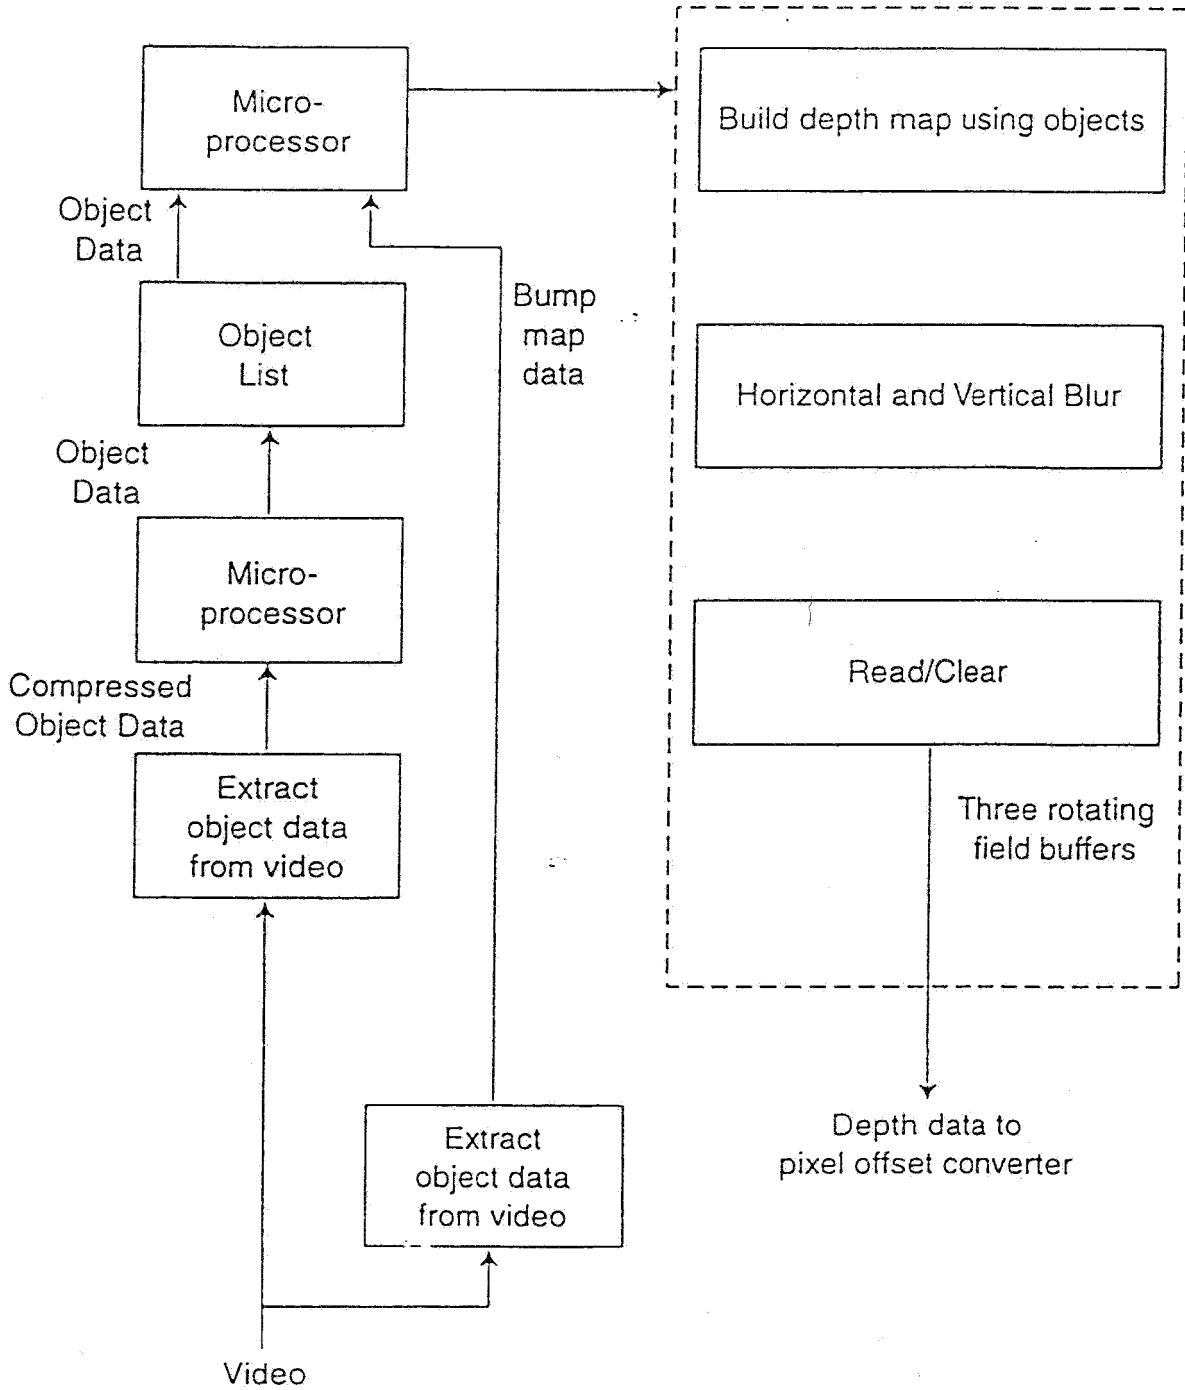 Micro-
processor
Build depth map using objects
Object
Data
Object
List
Bump
map
data
Horizontal and Vertical Blur
Object
Data
Micro-
processor
Compressed
Object Data
Read/Clear
Extract
object data
from video
Three rotating
field buffers
Extract
object data
from video
Depth data to
pixel offset converter
Video